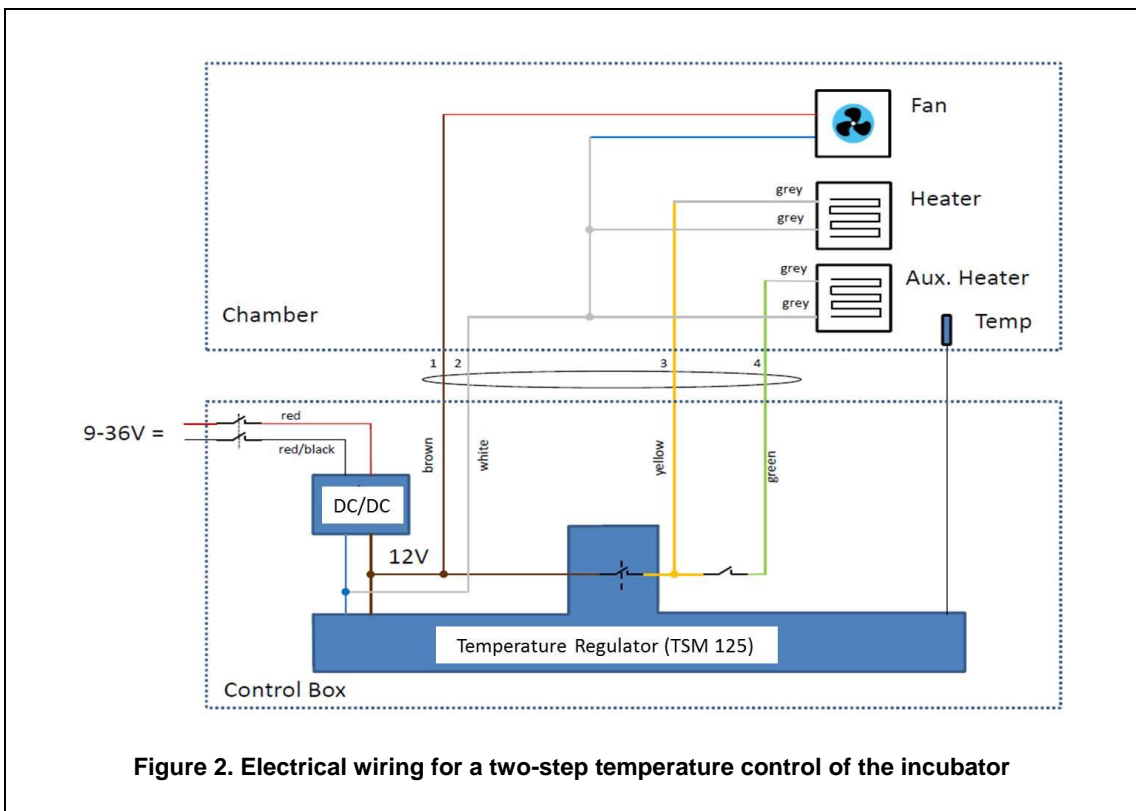 Fan
grey
Heater
grey
grey
Aux. Heater
grey
Chamber
Temp
1
2
3
4
9-36V =
red
red/black
brown
white
yellow
green
DC/DC
12V
Temperature Regulator (TSM 125)
Control Box
Figure 2. Electrical wiring for a two-step temperature control of the incubator